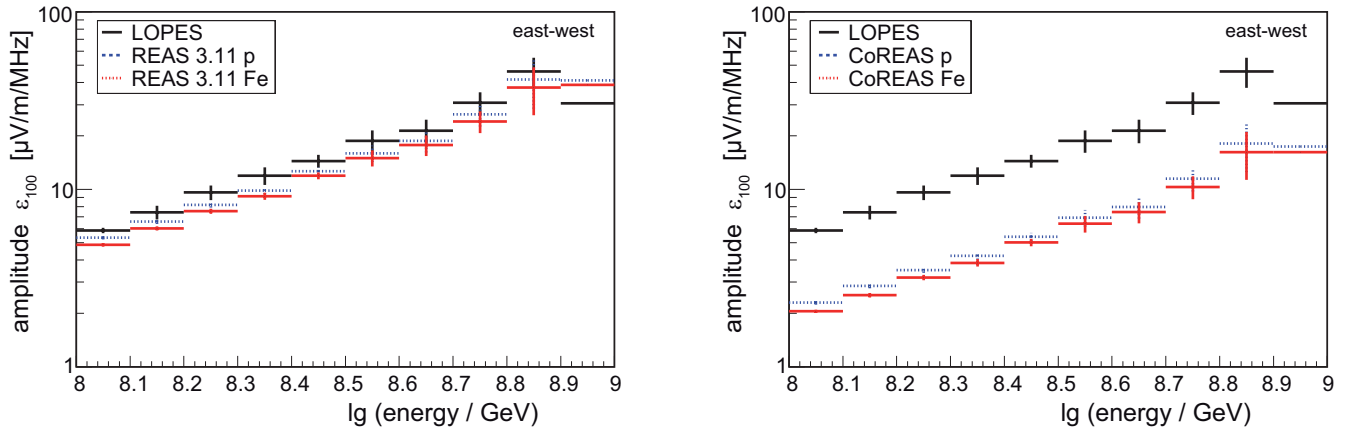 amplitude ε₁₀₀ [µV/m/MHz]
100
10
1
LOPES
REAS 3.11 p
REAS 3.11 Fe
east-west
8 8.1 8.2 8.3 8.4 8.5 8.6 8.7 8.8 8.9 9
lg (energy / GeV)
amplitude ε₁₀₀ [µV/m/MHz]
100
10
1
LOPES
CoREAS p
CoREAS Fe
east-west
8 8.1 8.2 8.3 8.4 8.5 8.6 8.7 8.8 8.9 9
lg (energy / GeV)